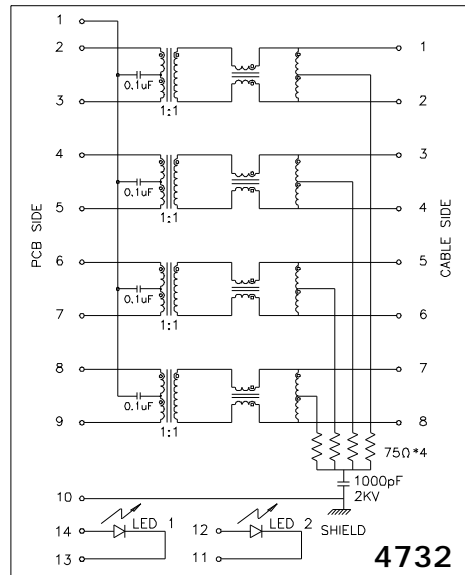 1
2
1
0.1uF
3
2
1:1
4
3
0.1uF
5
4
1:1
PCB SIDE
CABLE SIDE
6
5
0.1uF
7
6
1:1
8
7
0.1uF
9
8
1:1
75Ω*4
1000pF
10
2KV
SHIELD
14 LED 1
12 LED 2
13
11
4732